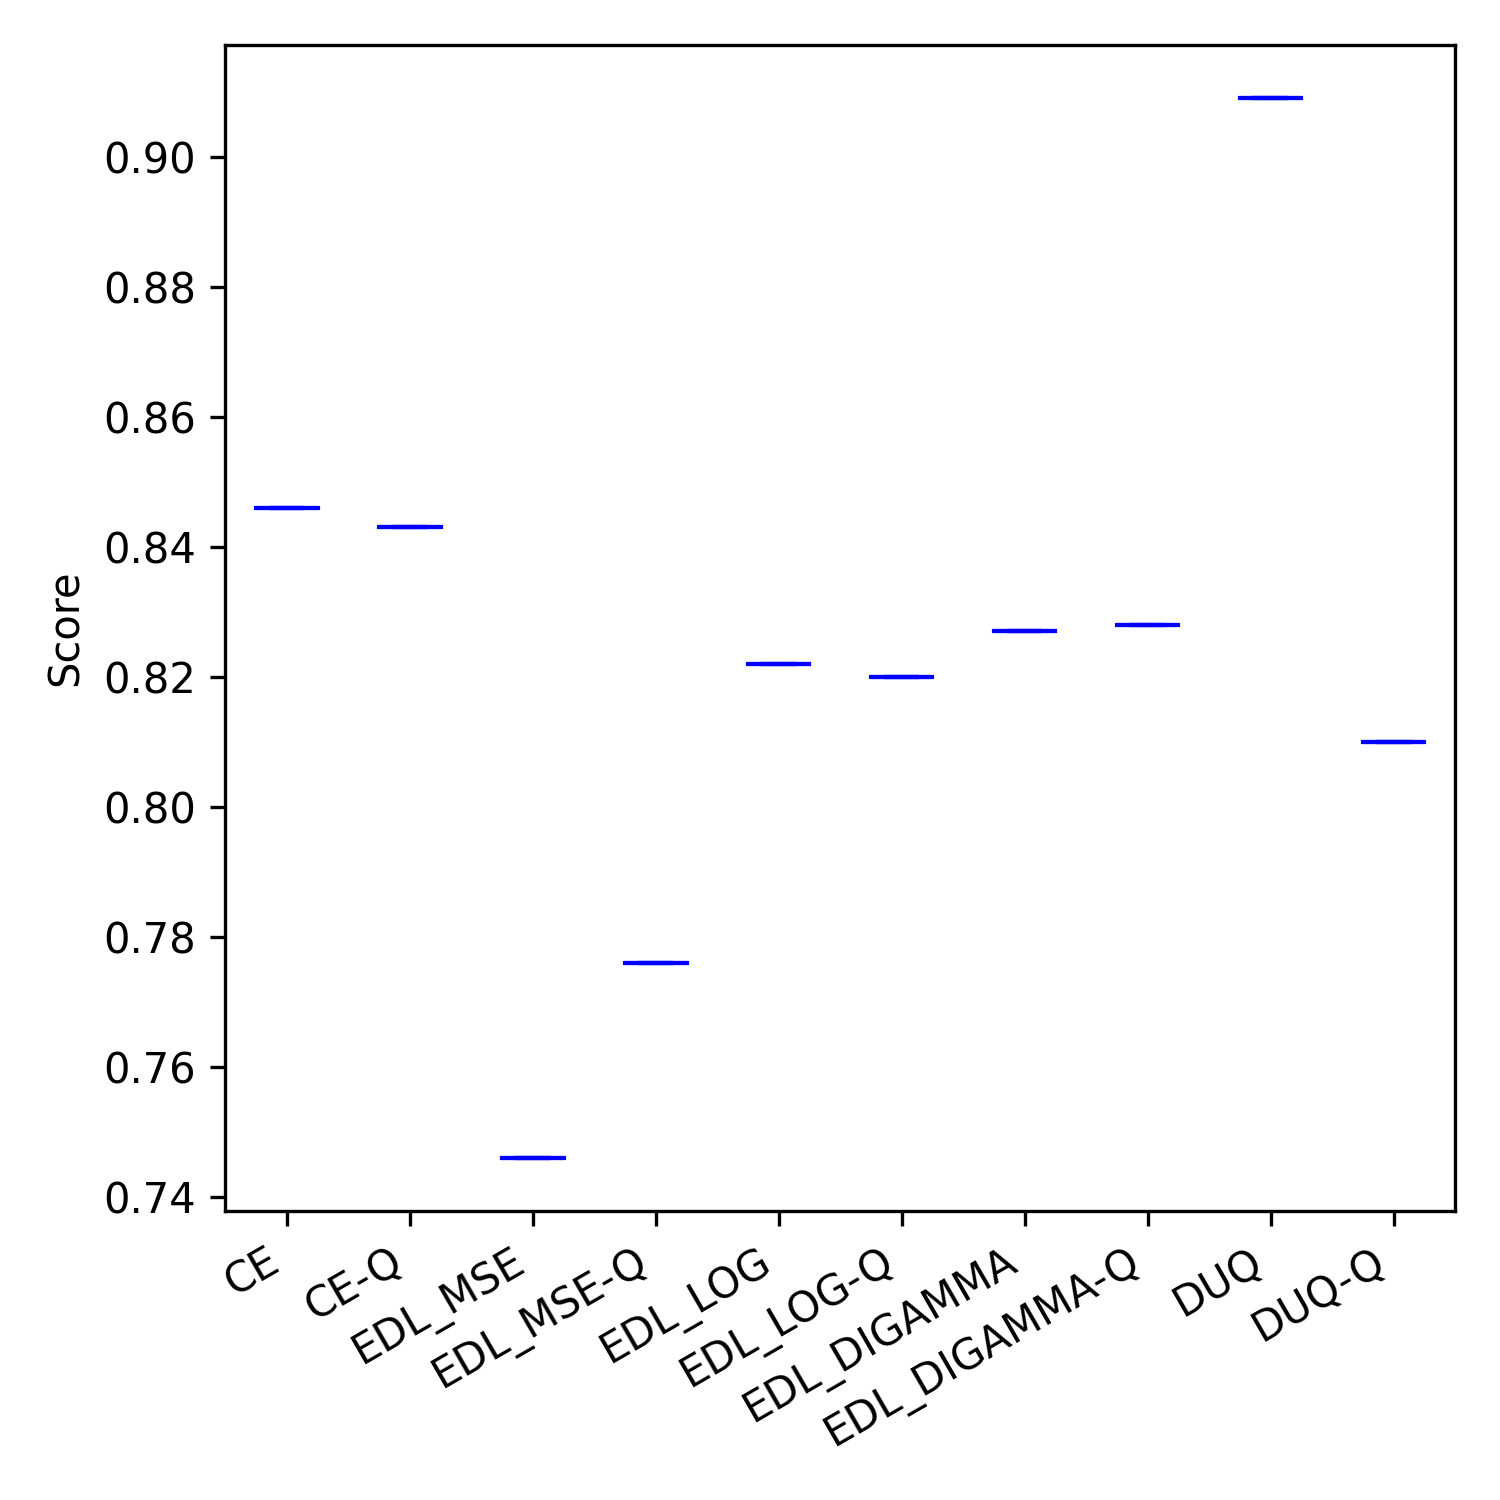 Score
0.90
0.88
0.86
0.84
0.82
0.80
0.78
0.76
0.74
CE
CE-Q
EDL_MSE
EDL_MSE-Q
EDL_LOG
EDL_LOG-Q
EDL_DIGAMMA
EDL_DIGAMMA-Q
DUQ
DUQ-Q